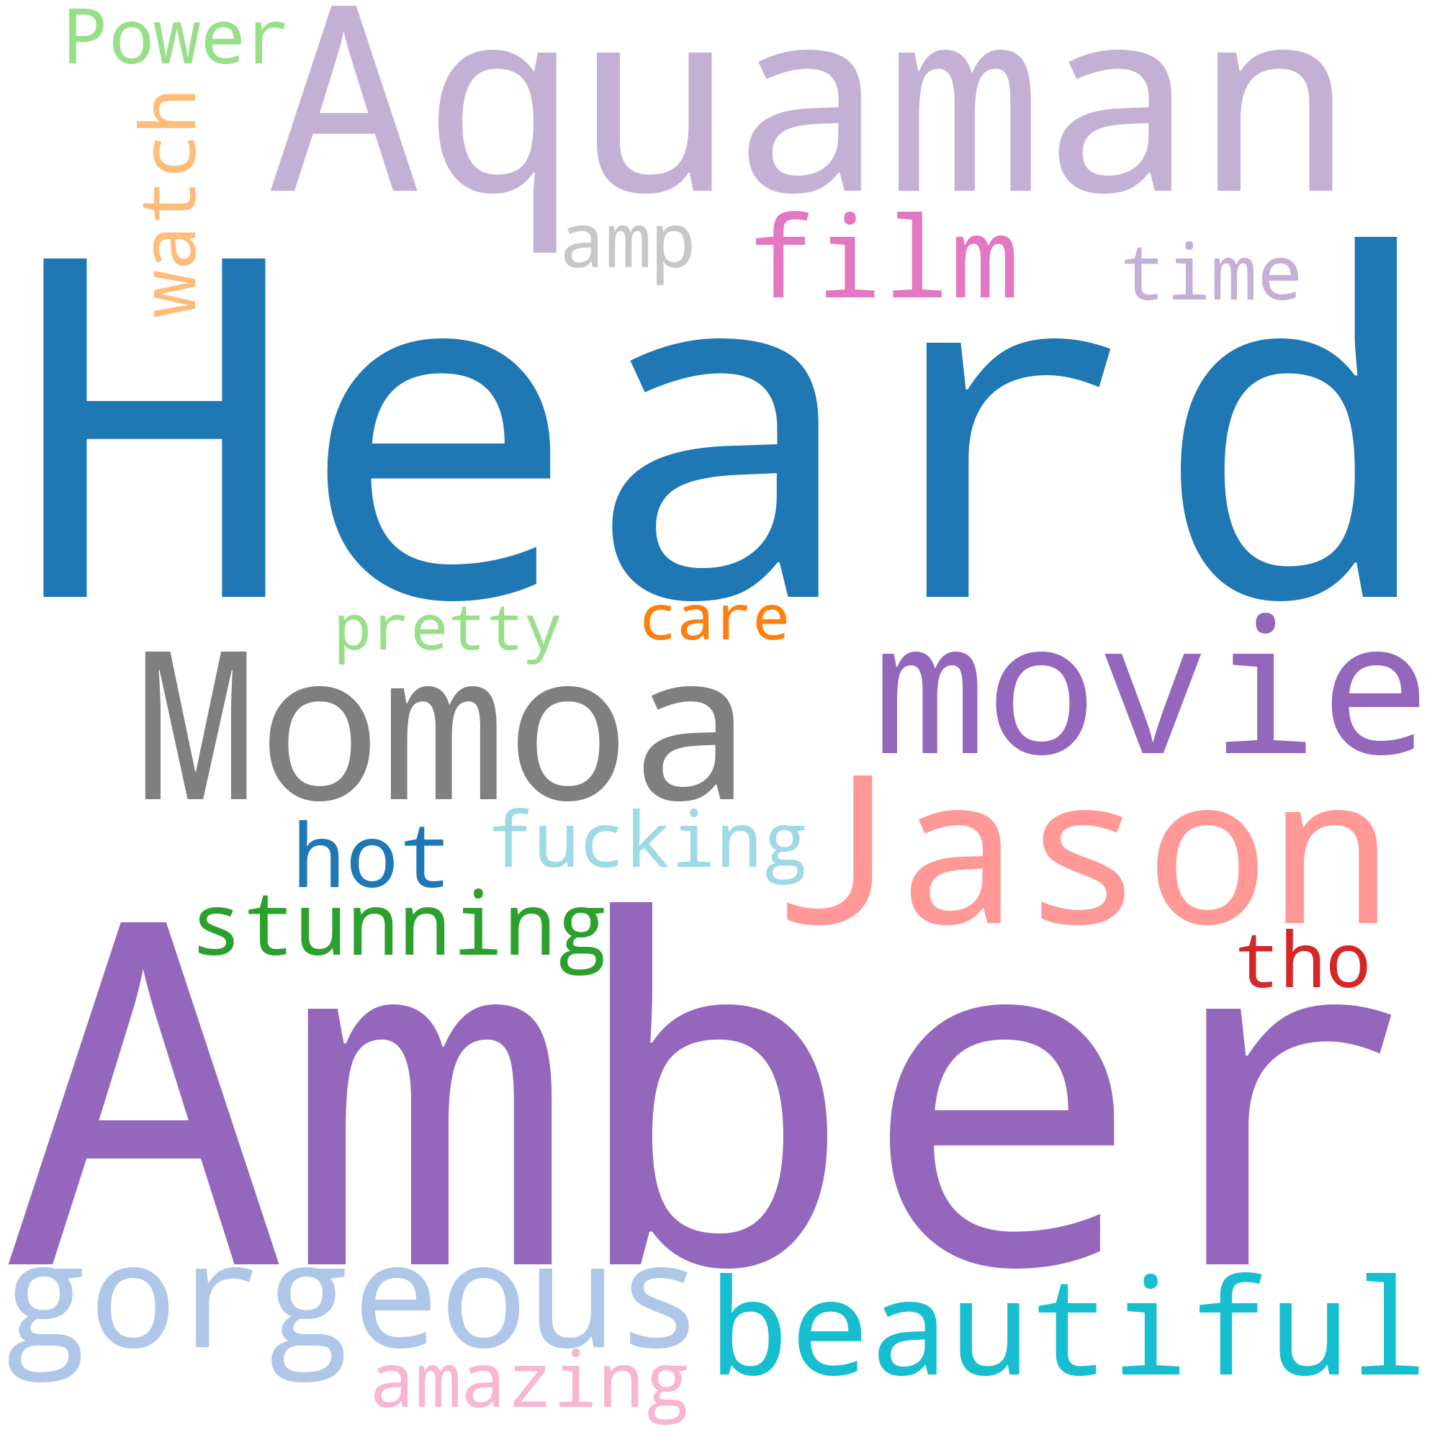 Power
Aquaman
watch
amp
film
time
Heard
pretty
care
Momoa
movie
Jason
hot
fucking
stunning
tho
Amber
gorgeous
beautiful
amazing